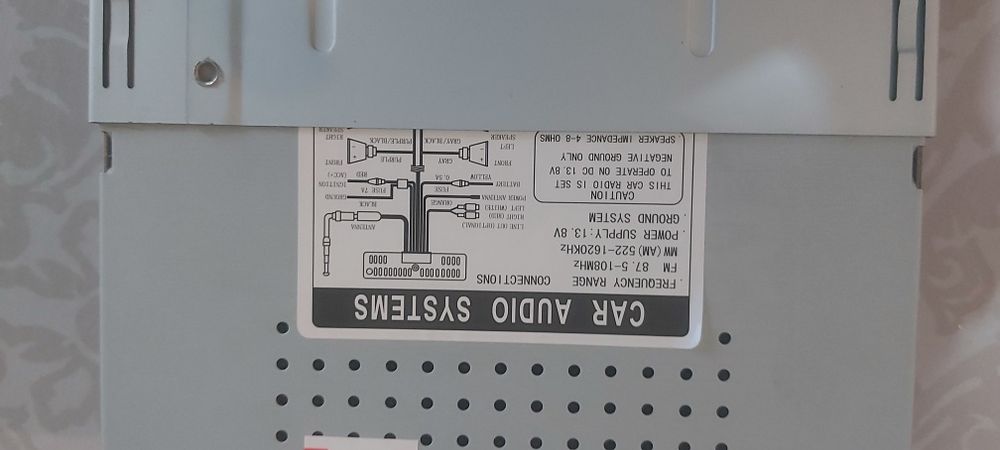 CAR AUDIO SYSTEMS
. FREQUENCY RANGE
FM 87.5-108MHz
MW(AM) 522-1620KHz
. POWER SUPPLY:13.8V
. GROUND SYSTEM
CAUTION
THIS CAR RADIO IS SET
TO OPERATE ON DC 13.8V
NEGATIVE GROUND ONLY
SPEAKER IMPEDANCE 4-8 OHMS
CONNECTIONS
LINE OUT (OPTIONAL)
RIGHT (RED)
LEFT (WHITE)
ORANGE
POWER ANTENNA
BATTERY
YELLOW
FUSE
0.5A
FRONT
LEFT
SPEAKER
GRAY
GRAY/BLACK
ANTENNA
BLACK
GROUND
FUSE 7A
IGNITION (ACC+)
RED
FRONT
RIGHT
SPEAKER
PURPLE
PURPLE/BLACK